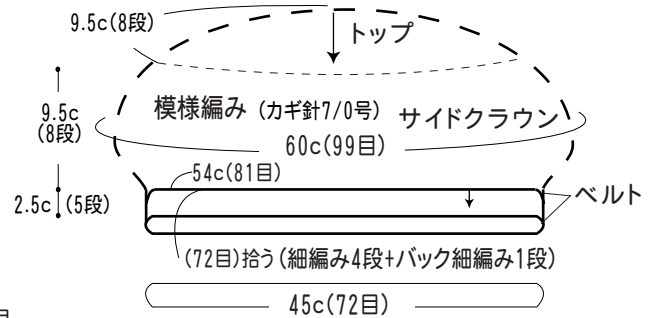 9.5c(8段)
トップ
9.5c
(8段)
模様編み (カギ針7/0号)
サイドクラウン
60c(99目)
54c(81目)
2.5c (5段)
ベルト
(72目)拾う(細編み4段+バック細編み1段)
45c(72目)